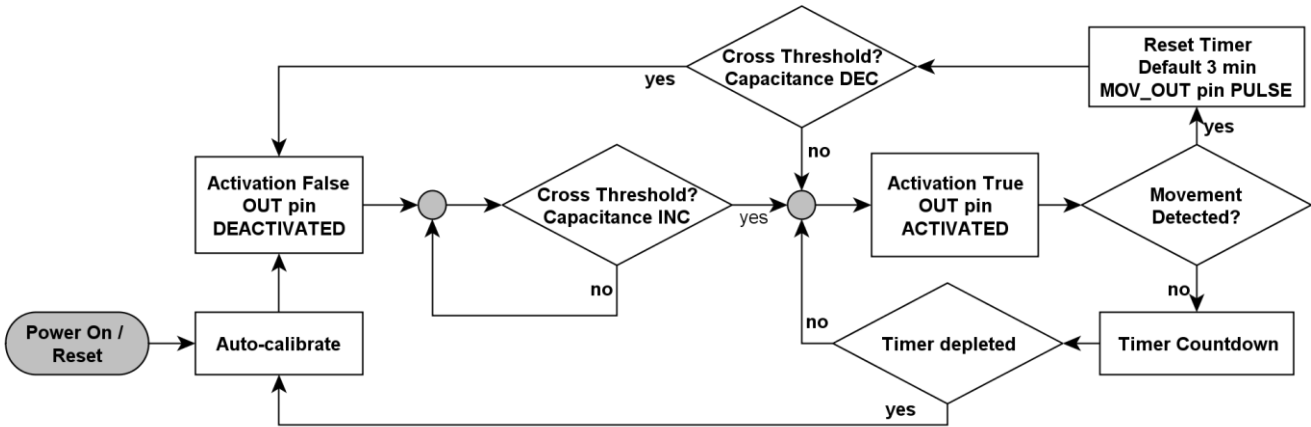 Cross Threshold?
Capacitance DEC
yes
no
Reset Timer
Default 3 min
MOV_OUT pin PULSE
yes
Activation False
OUT pin
DEACTIVATED
Cross Threshold?
Capacitance INC
yes
no
Activation True
OUT pin
ACTIVATED
Movement
Detected?
no
Power On /
Reset
Auto-calibrate
no
Timer depleted
yes
Timer Countdown